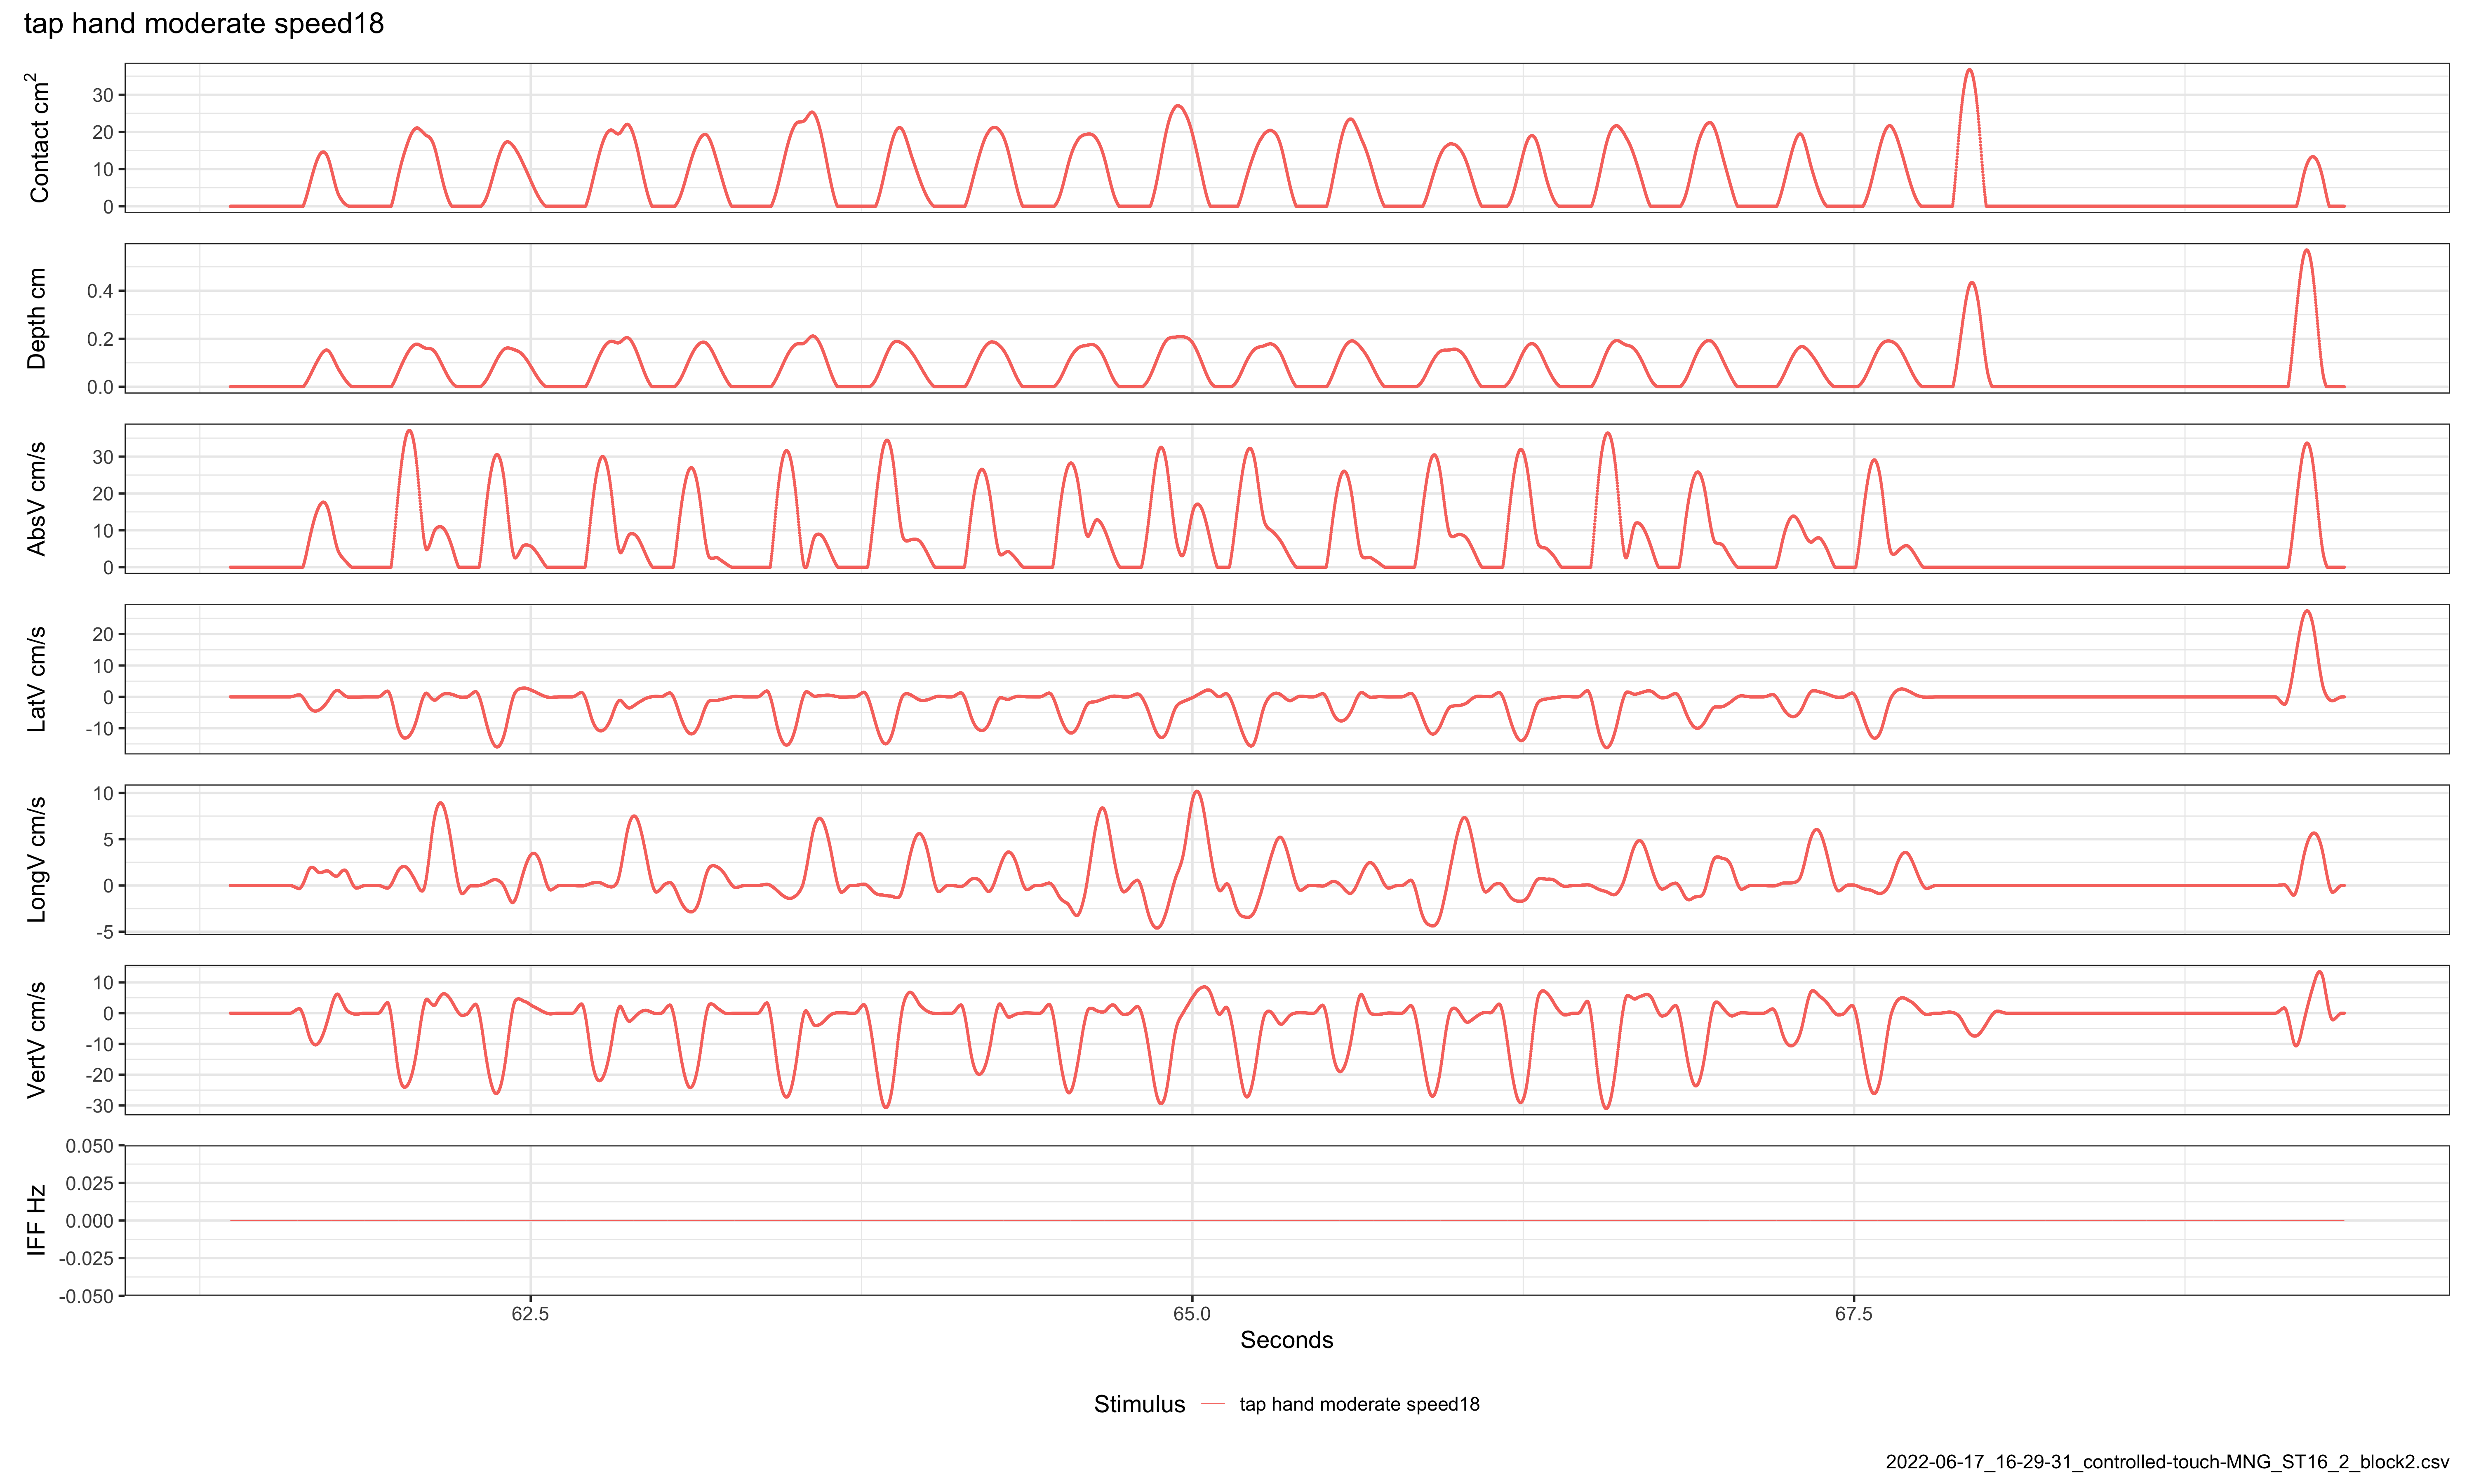 tap hand moderate speed18
Contact cm²
30
20
10
0
Depth cm
0.4
0.2
0.0
AbsV cm/s
30
20
10
0
LatV cm/s
20
10
0
-10
LongV cm/s
10
5
0
-5
VertV cm/s
10
0
-10
-20
-30
IFF Hz
0.050
0.025
0.000
-0.025
-0.050
62.5 65.0 67.5
Seconds
Stimulus tap hand moderate speed18
2022-06-17_16-29-31_controlled-touch-MNG_ST16_2_block2.csv